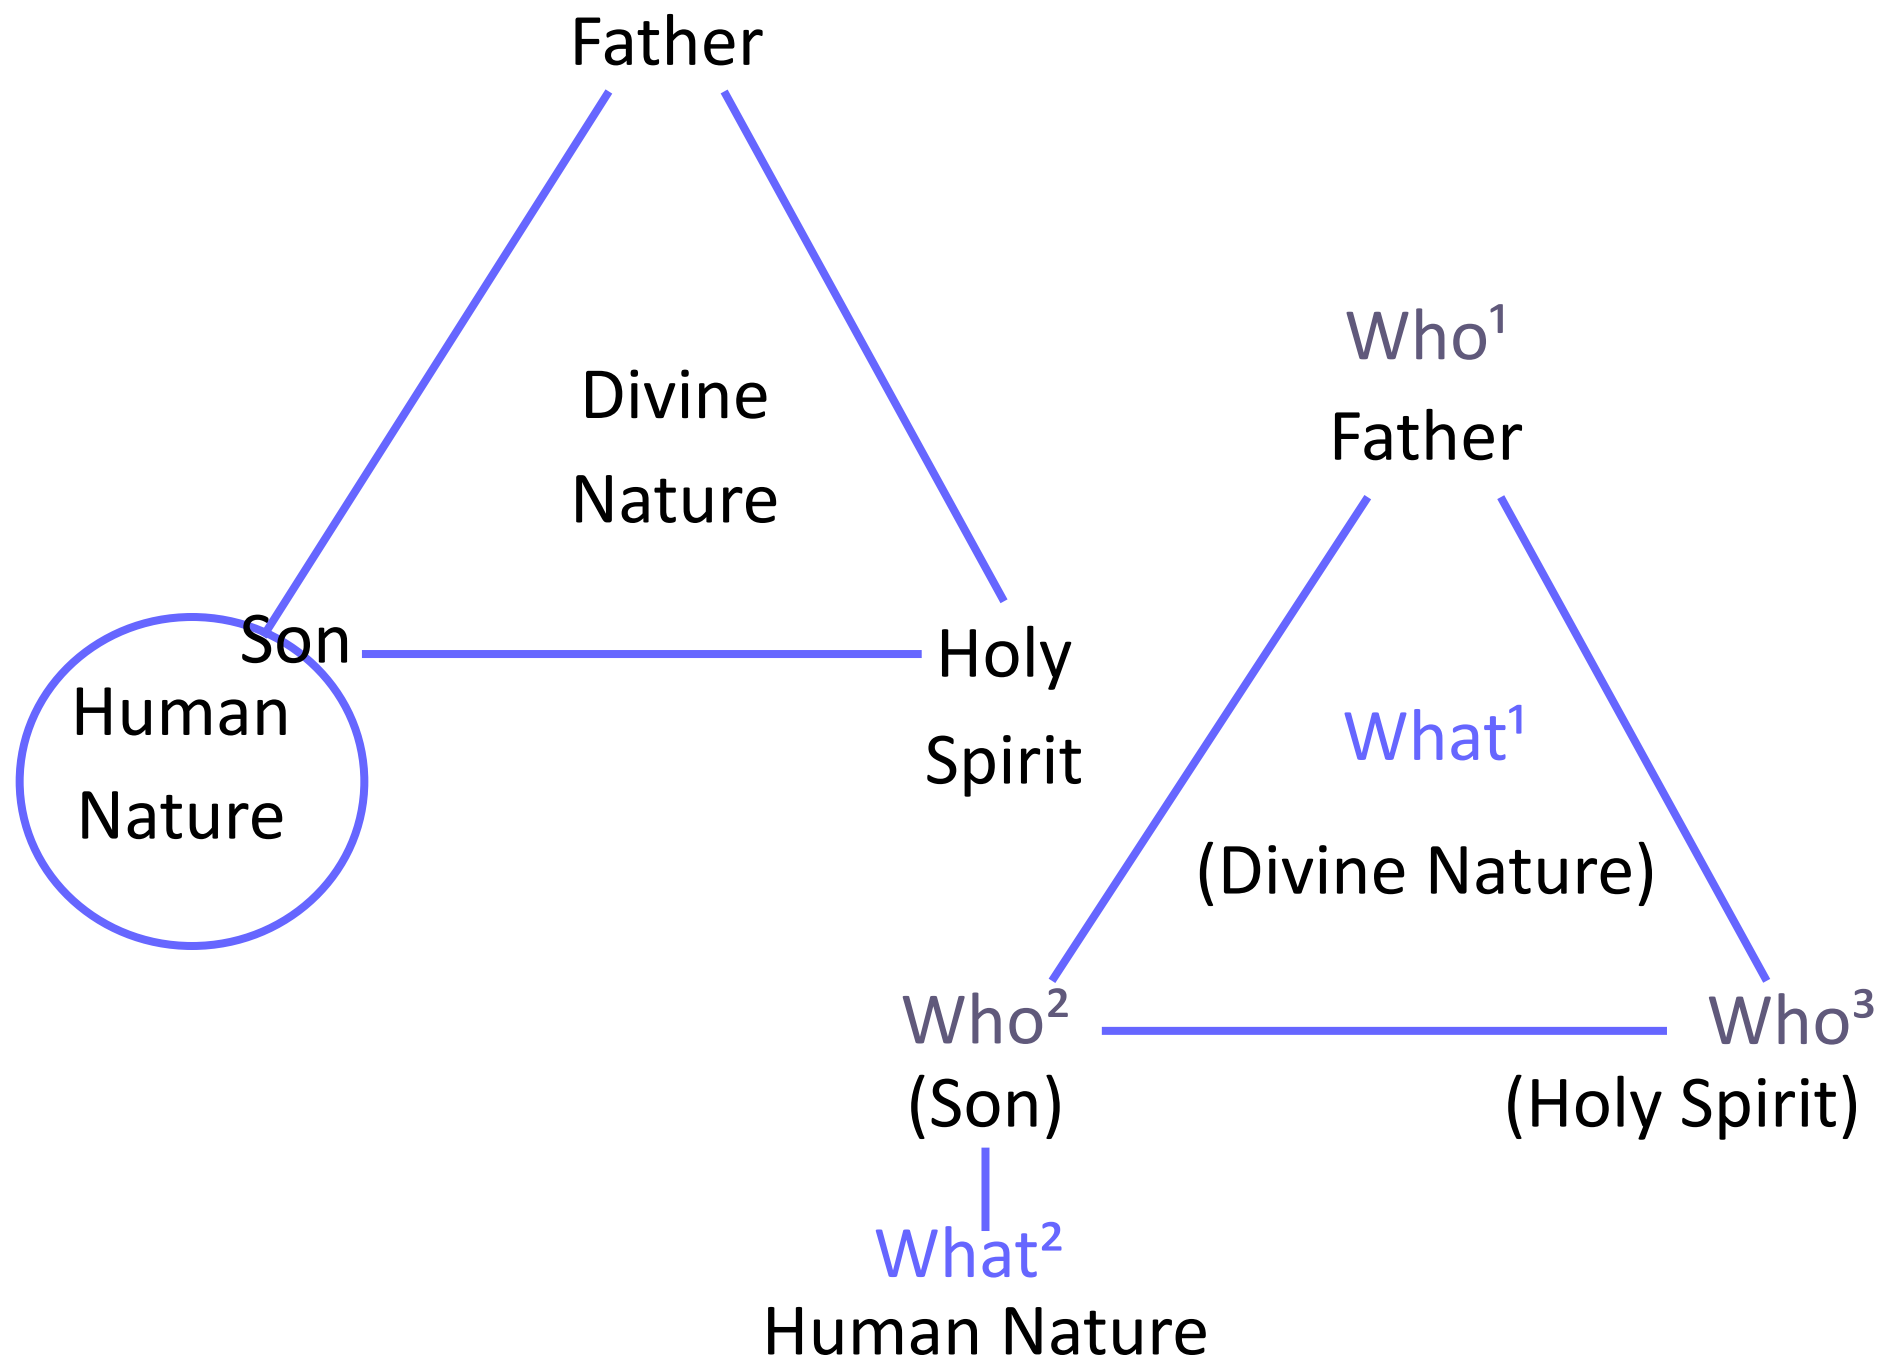 Father
Divine
Nature
Son
Human
Nature
Holy
Spirit
Who¹
Father
What¹
(Divine Nature)
Who²
(Son)
Who³
(Holy Spirit)
What²
Human Nature